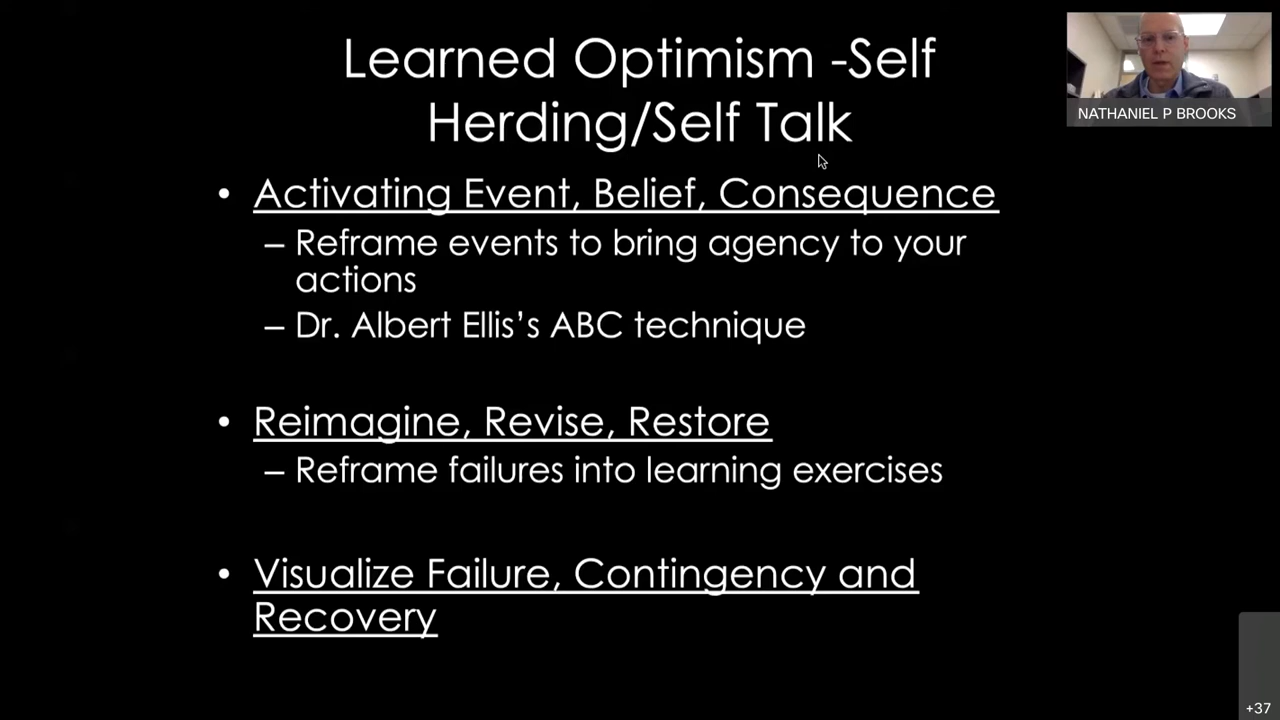 Learned Optimism -Self
Herding/Self Talk
NATHANIEL P BROOKS
• Activating Event, Belief, Consequence
– Reframe events to bring agency to your
actions
– Dr. Albert Ellis’s ABC technique
• Reimagine, Revise, Restore
– Reframe failures into learning exercises
• Visualize Failure, Contingency and
Recovery
+37